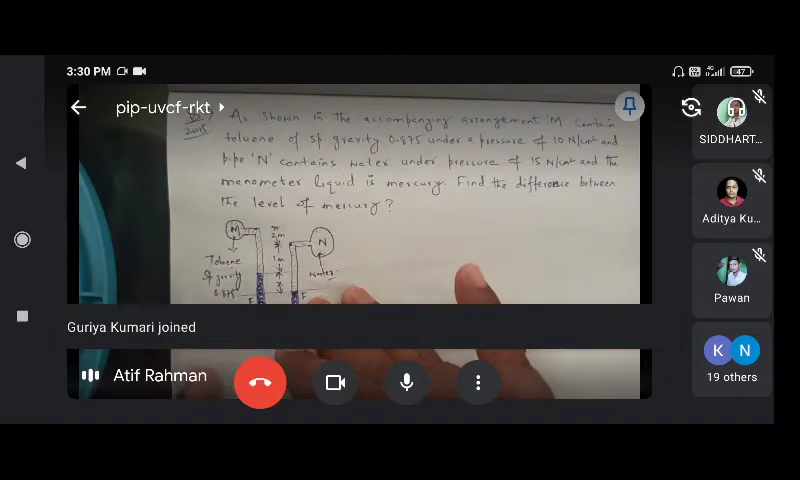 3:30 PM
4G
47
pip-uvcf-rkt
2015
As shown in the accompanying arrangement 'M contain
toluene of sp gravity 0.875 under a pressure of 10 N/cm² and
pipe 'N' contains water under pressure of 15 N/cm² and the
manometer liquid is mercury. Find the difference between
the level of mercury?
M
2m
N
1m
Toluene
water
sp gravity
0.875
F
F
Guriya Kumari joined
Atif Rahman
SIDDHART...
Aditya Ku...
Pawan
K N
19 others